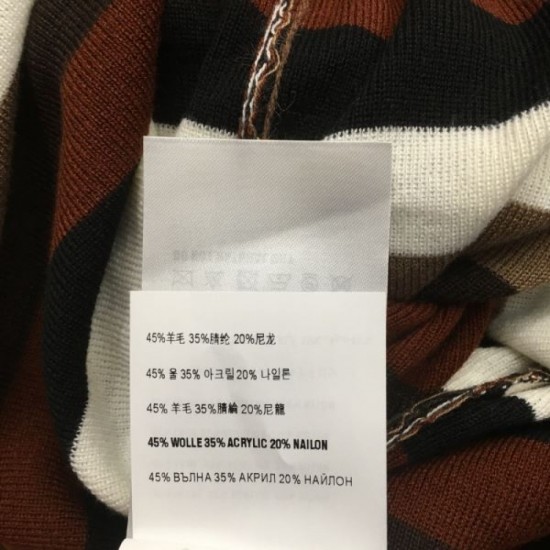 45%羊毛 35%腈纶 20%尼龙
45% 울 35% 아크릴 20% 나일론
45% 羊毛 35%腈綸 20%尼龍
45% WOLLE 35% ACRYLIC 20% NAILON
45% ВЪЛНА 35% АКРИЛ 20% НАЙЛОН